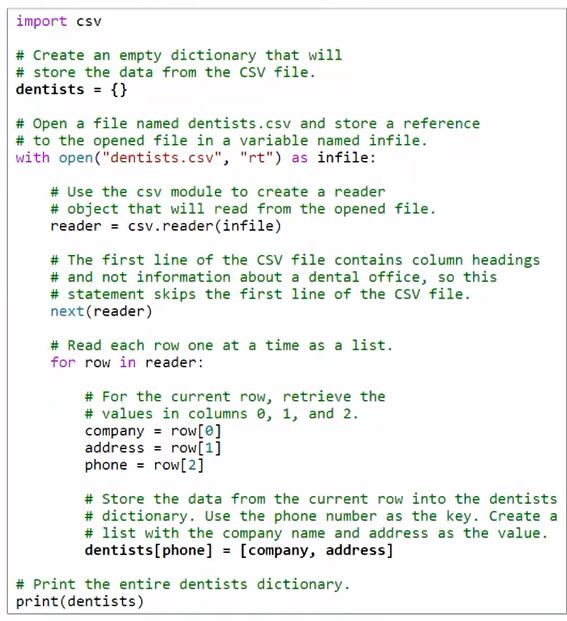 import csv
# Create an empty dictionary that will
# store the data from the CSV file.
dentists = {}
# Open a file named dentists.csv and store a reference
# to the opened file in a variable named infile.
with open("dentists.csv", "rt") as infile:
    # Use the csv module to create a reader
    # object that will read from the opened file.
    reader = csv.reader(infile)
    # The first line of the CSV file contains column headings
    # and not information about a dental office, so this
    # statement skips the first line of the CSV file.
    next(reader)
    # Read each row one at a time as a list.
    for row in reader:
        # For the current row, retrieve the
        # values in columns 0, 1, and 2.
        company = row[0]
        address = row[1]
        phone = row[2]
        # Store the data from the current row into the dentists
        # dictionary. Use the phone number as the key. Create a
        # list with the company name and address as the value.
        dentists[phone] = [company, address]
# Print the entire dentists dictionary.
print(dentists)